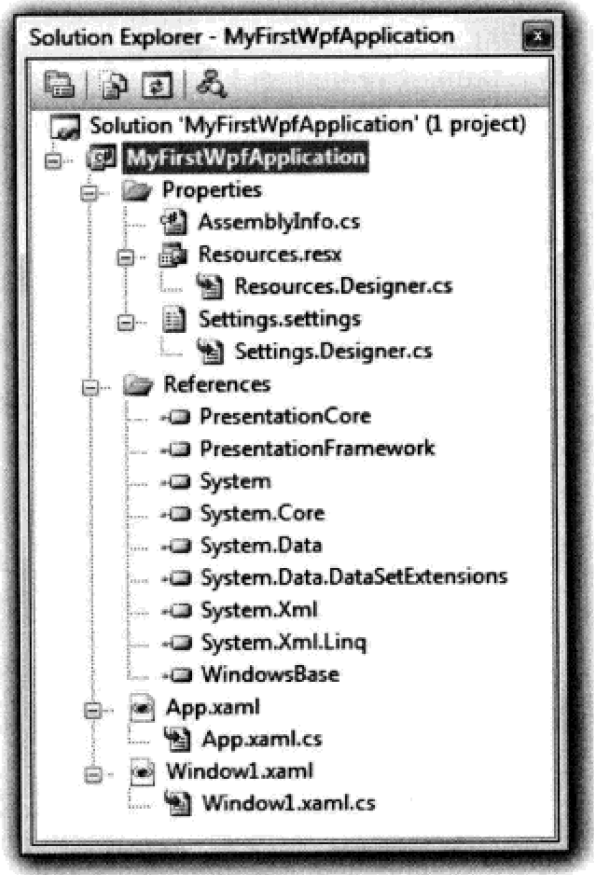 Solution Explorer - MyFirstWpfApplication
Solution 'MyFirstWpfApplication' (1 project)
MyFirstWpfApplication
Properties
AssemblyInfo.cs
Resources.resx
Resources.Designer.cs
Settings.settings
Settings.Designer.cs
References
PresentationCore
PresentationFramework
System
System.Core
System.Data
System.Data.DataSetExtensions
System.Xml
System.Xml.Linq
WindowsBase
App.xaml
App.xaml.cs
Window1.xaml
Window1.xaml.cs